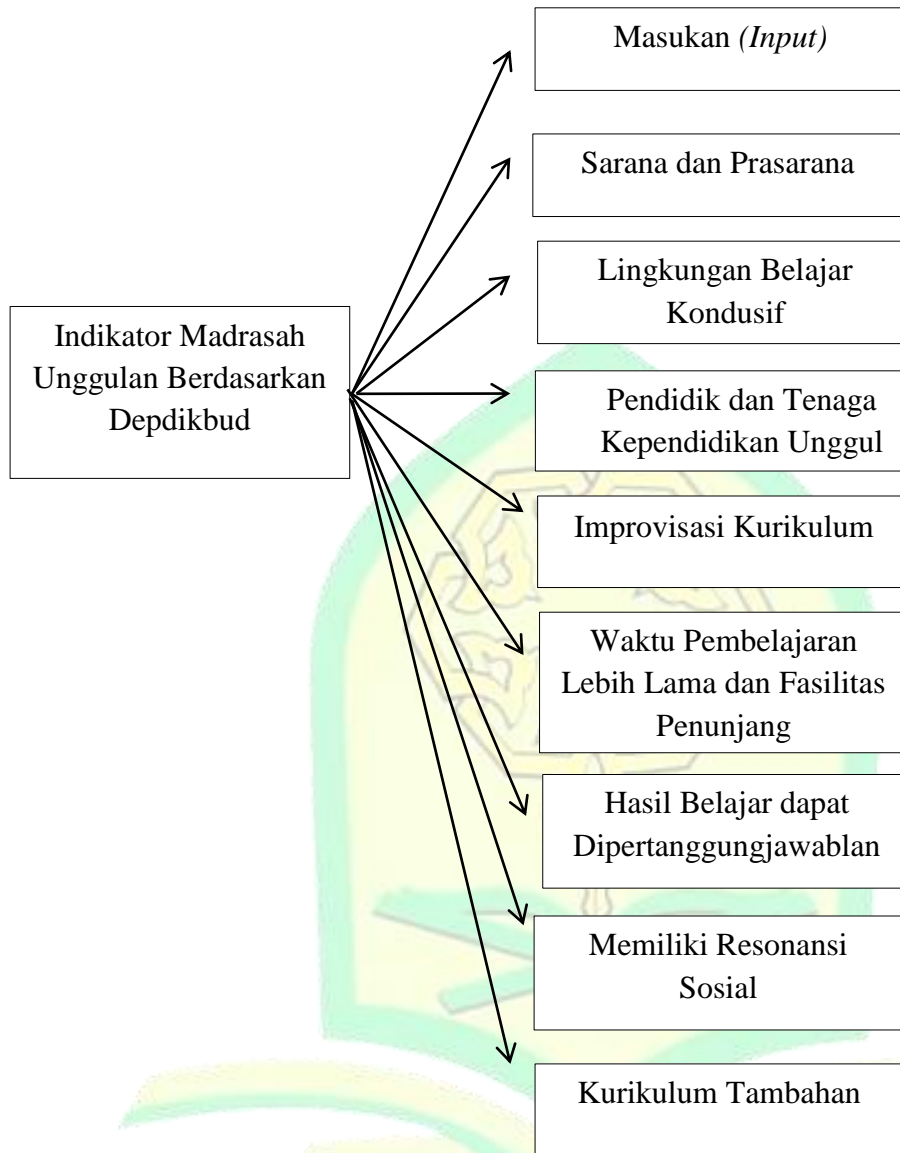 Masukan (Input)
Sarana dan Prasarana
Lingkungan Belajar
Kondusif
Indikator Madrasah
Unggulan Berdasarkan
Depdikbud
Pendidik dan Tenaga
Kependidikan Unggul
Improvisasi Kurikulum
Waktu Pembelajaran
Lebih Lama dan Fasilitas
Penunjang
Hasil Belajar dapat
Dipertanggungjawablan
Memiliki Resonansi
Sosial
Kurikulum Tambahan